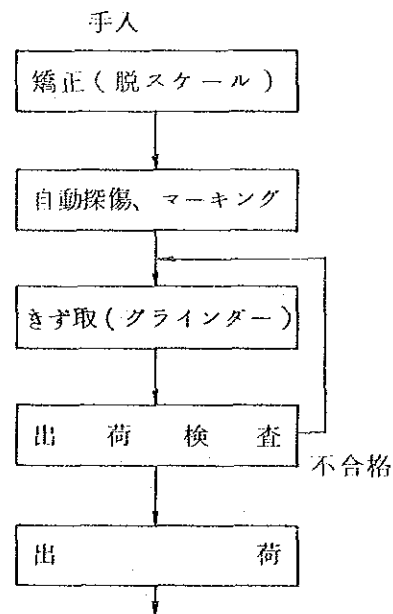 手入
矯正(脱スケール)
自動探傷、マーキング
きず取(グラインダー)
出荷検査
不合格
出荷